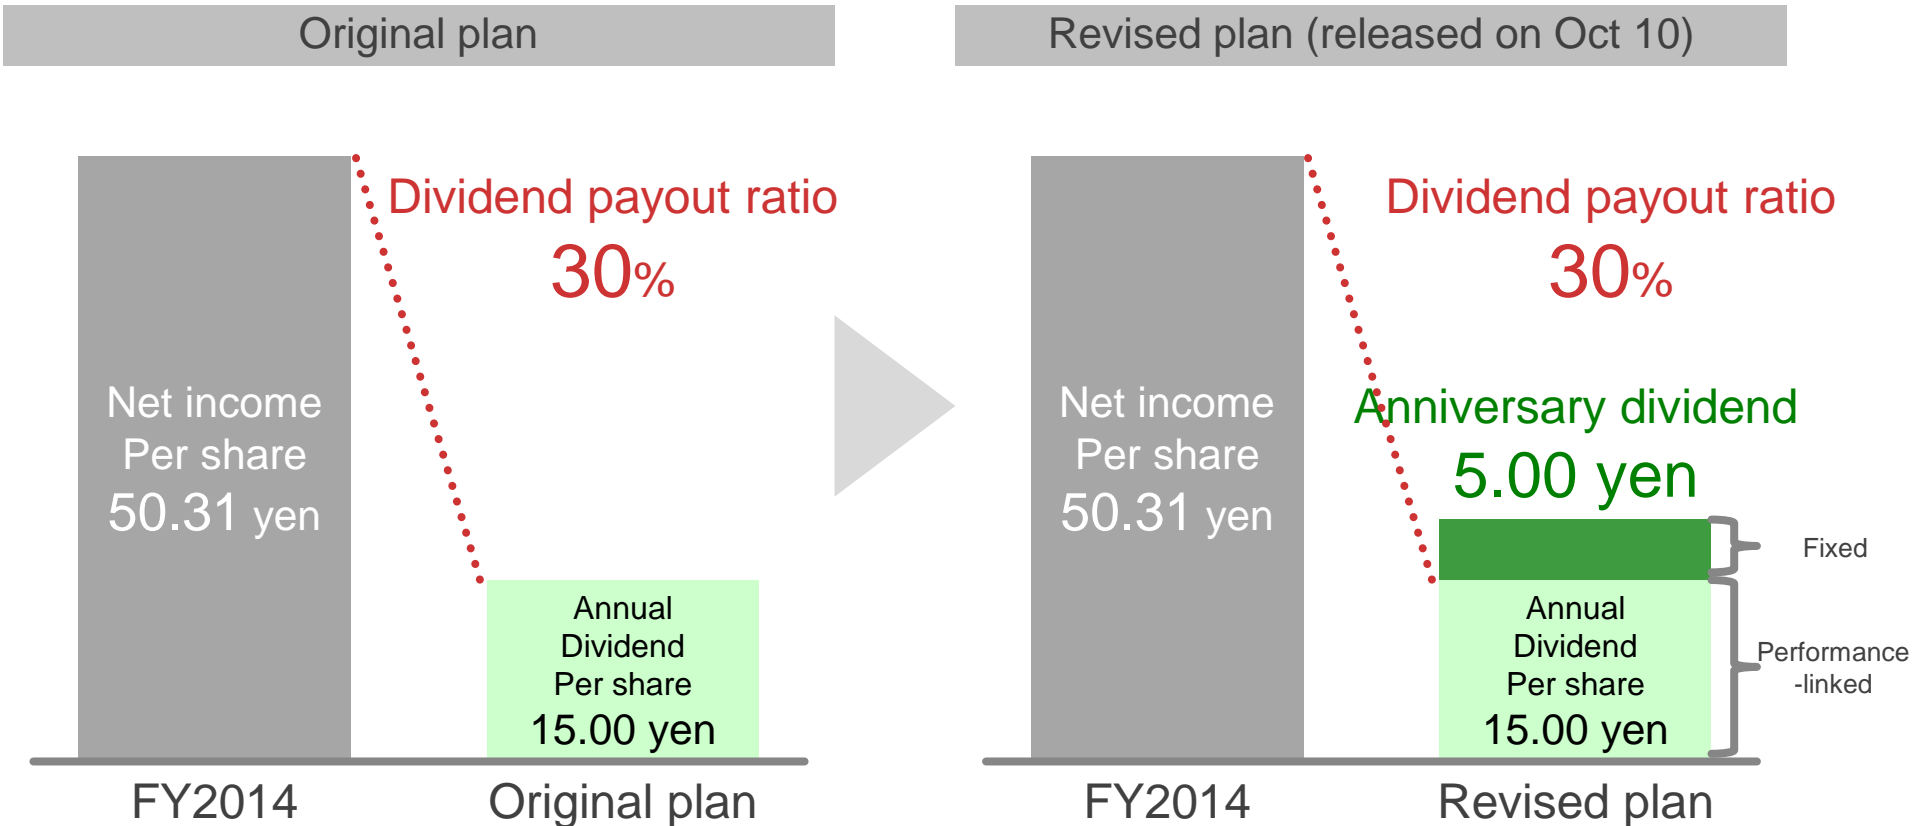 Original plan
Dividend payout ratio
30%
Net income
Per share
50.31 yen
Annual
Dividend
Per share
15.00 yen
FY2014
Original plan
Revised plan (released on Oct 10)
Dividend payout ratio
30%
Net income
Per share
50.31 yen
Anniversary dividend
5.00 yen
Fixed
Annual
Dividend
Per share
15.00 yen
Performance
-linked
FY2014
Revised plan